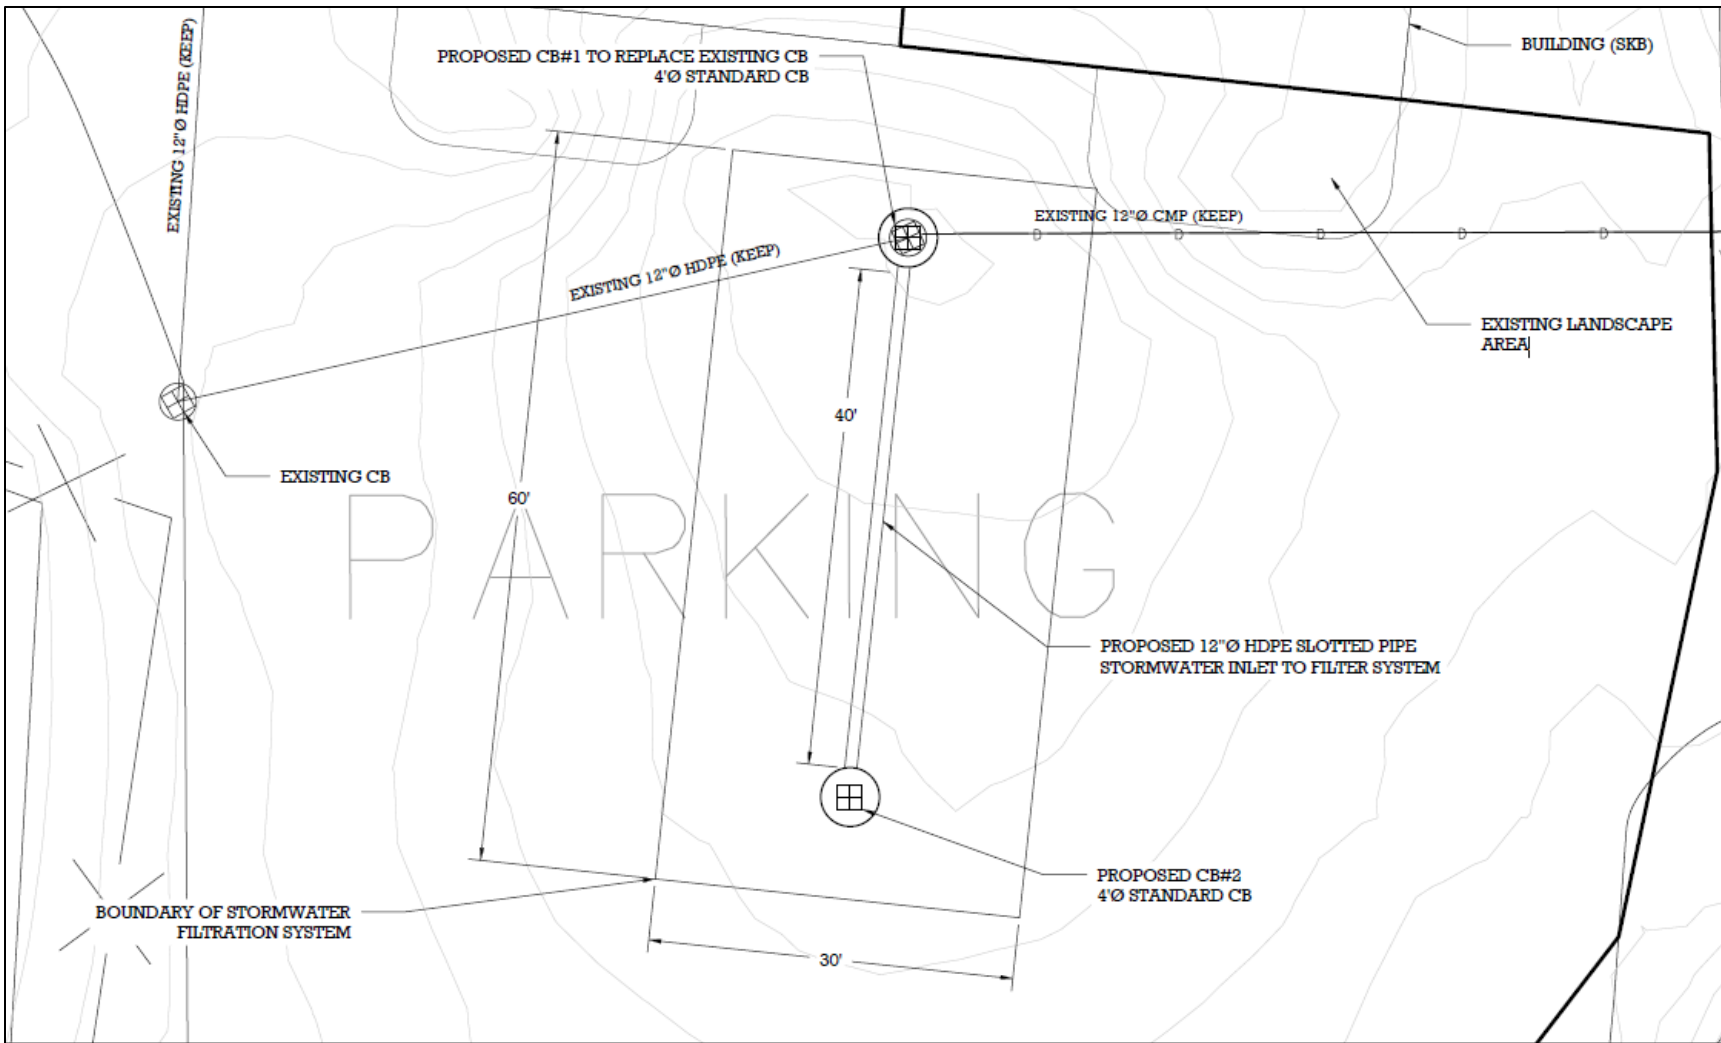 EXISTING 12"Ø HDPE (KEEP)
PROPOSED CB#1 TO REPLACE EXISTING CB
4'Ø STANDARD CB
BUILDING (SKB)
EXISTING 12"Ø CMP (KEEP)
D D D D D
EXISTING 12"Ø HDPE (KEEP)
EXISTING LANDSCAPE
AREA
40'
EXISTING CB
60'
PARKING
PROPOSED 12"Ø HDPE SLOTTED PIPE
STORMWATER INLET TO FILTER SYSTEM
PROPOSED CB#2
4'Ø STANDARD CB
BOUNDARY OF STORMWATER
FILTRATION SYSTEM
30'